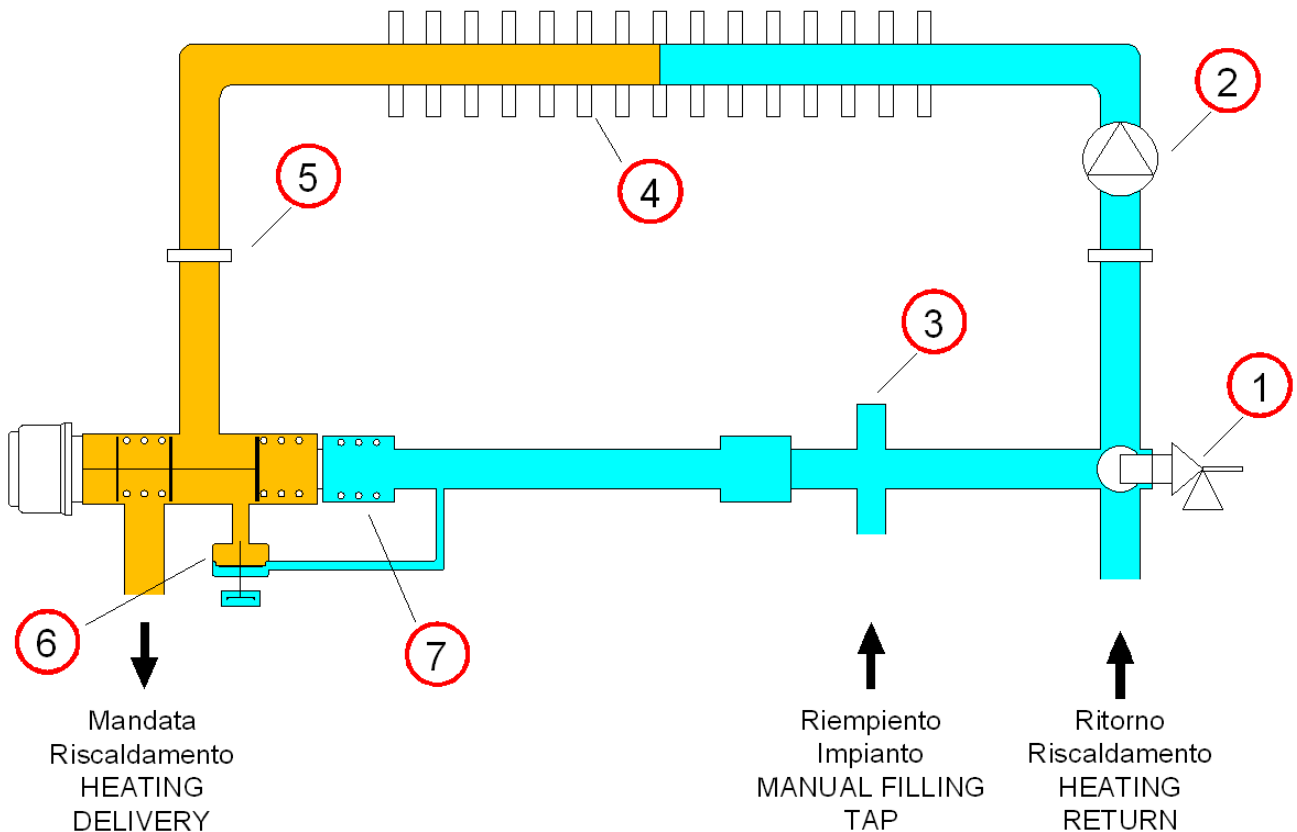 2
5
4
3
1
6
7
Mandata
Riscaldamento
HEATING
DELIVERY
Riempiento
Impianto
MANUAL FILLING
TAP
Ritorno
Riscaldamento
HEATING
RETURN